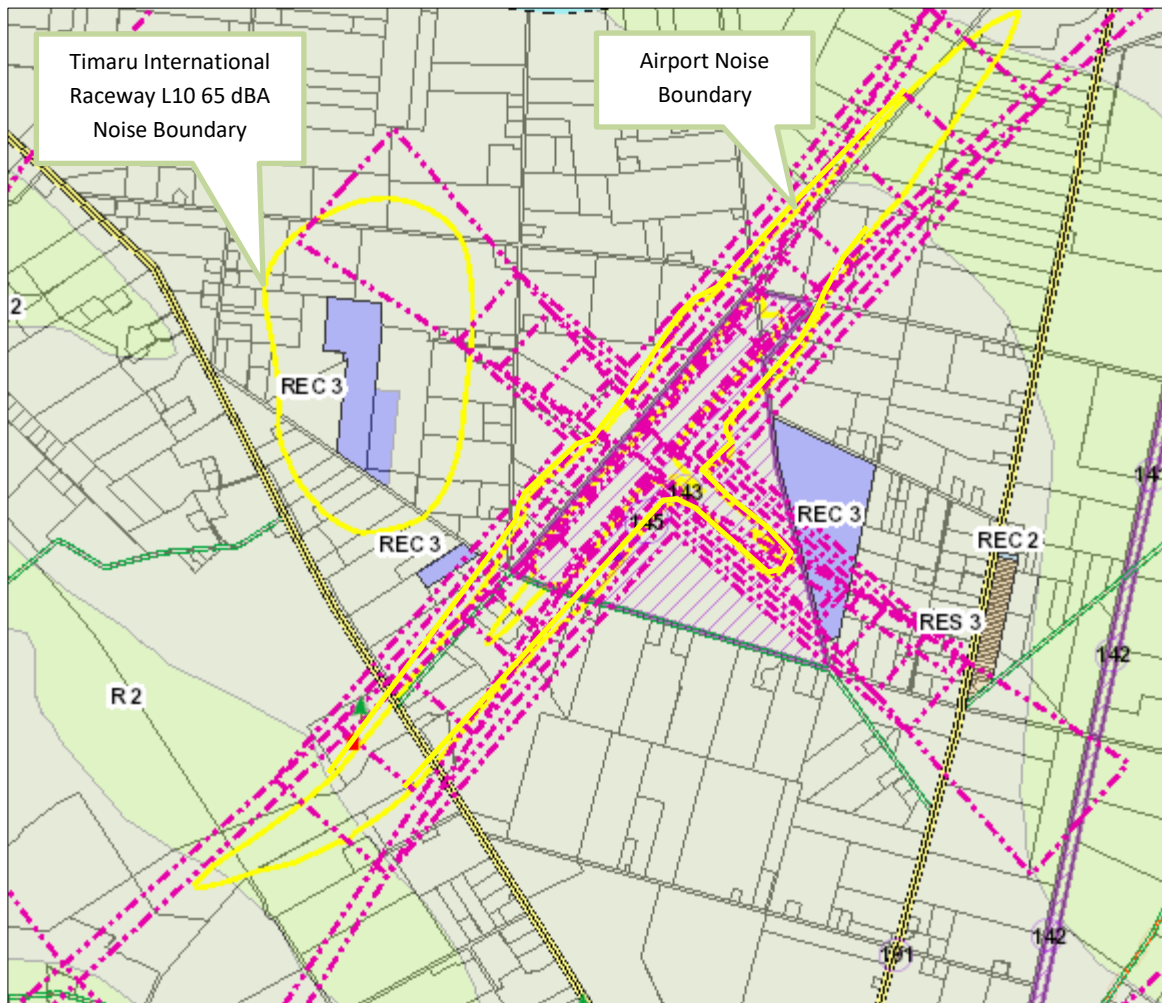 Timaru International
Raceway L10 65 dBA
Noise Boundary
Airport Noise
Boundary
2
REC 3
143
145
REC 3
REC 3
REC 2
RES 3
142
R 2
142